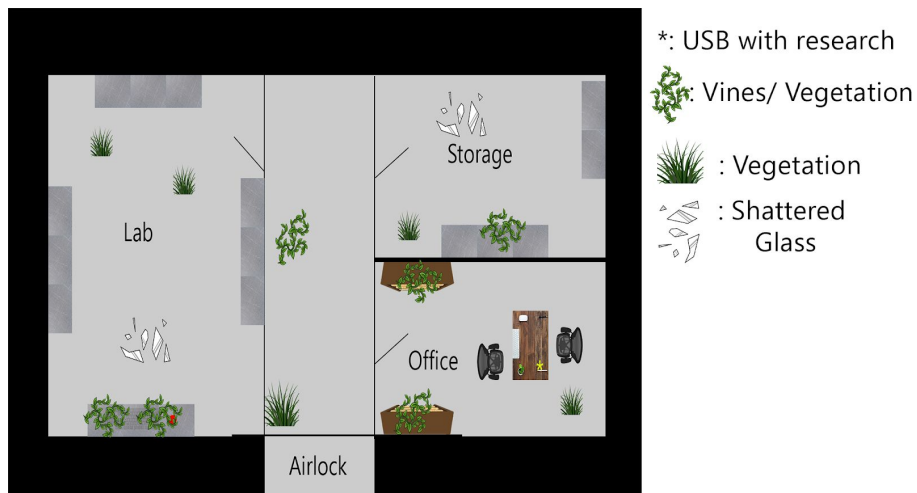 *: USB with research
: Vines/ Vegetation
: Vegetation
: Shattered
Glass
Storage
Lab
Office
Airlock